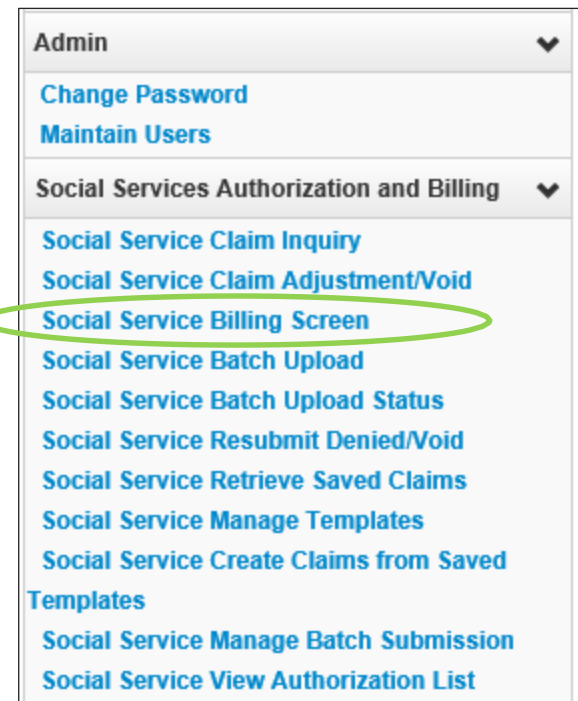 Admin
Change Password
Maintain Users
Social Services Authorization and Billing
Social Service Claim Inquiry
Social Service Claim Adjustment/Void
Social Service Billing Screen
Social Service Batch Upload
Social Service Batch Upload Status
Social Service Resubmit Denied/Void
Social Service Retrieve Saved Claims
Social Service Manage Templates
Social Service Create Claims from Saved
Templates
Social Service Manage Batch Submission
Social Service View Authorization List